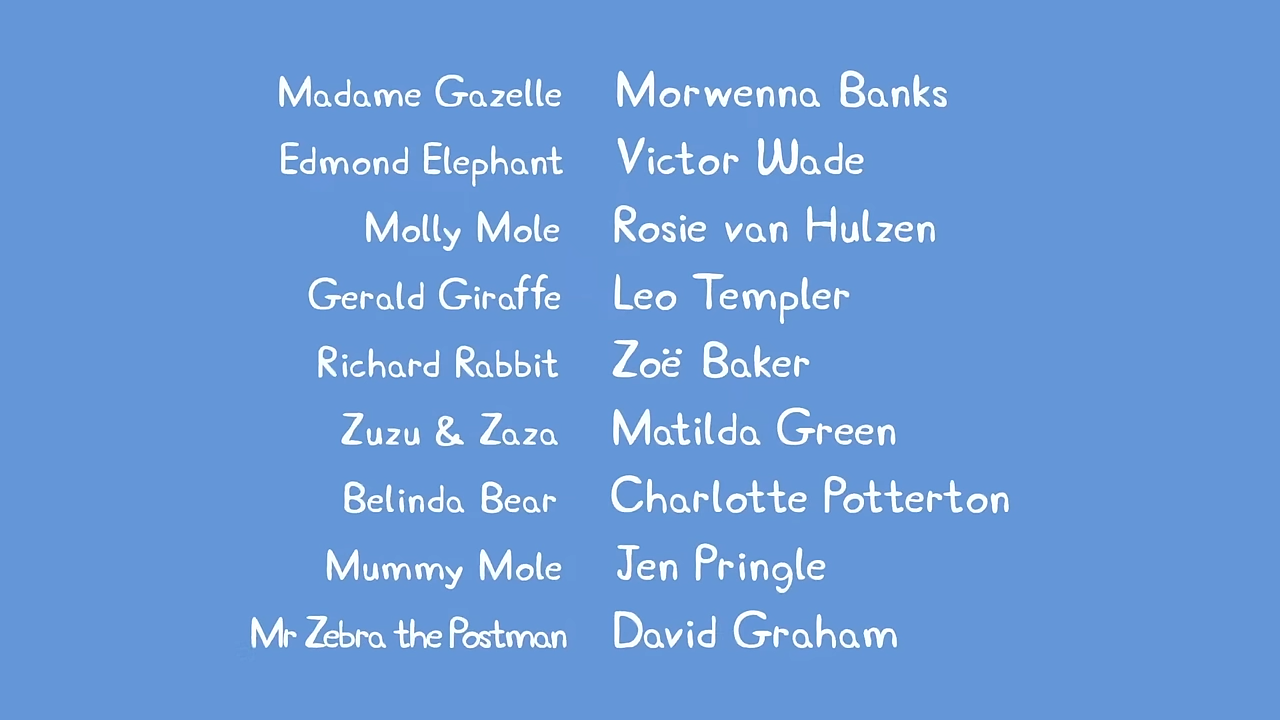 Madame Gazelle Morwenna Banks
Edmond Elephant Victor Wade
Molly Mole Rosie van Hulzen
Gerald Giraffe Leo Templer
Richard Rabbit Zoë Baker
Zuzu & Zaza Matilda Green
Belinda Bear Charlotte Potterton
Mummy Mole Jen Pringle
Mr Zebra the Postman David Graham